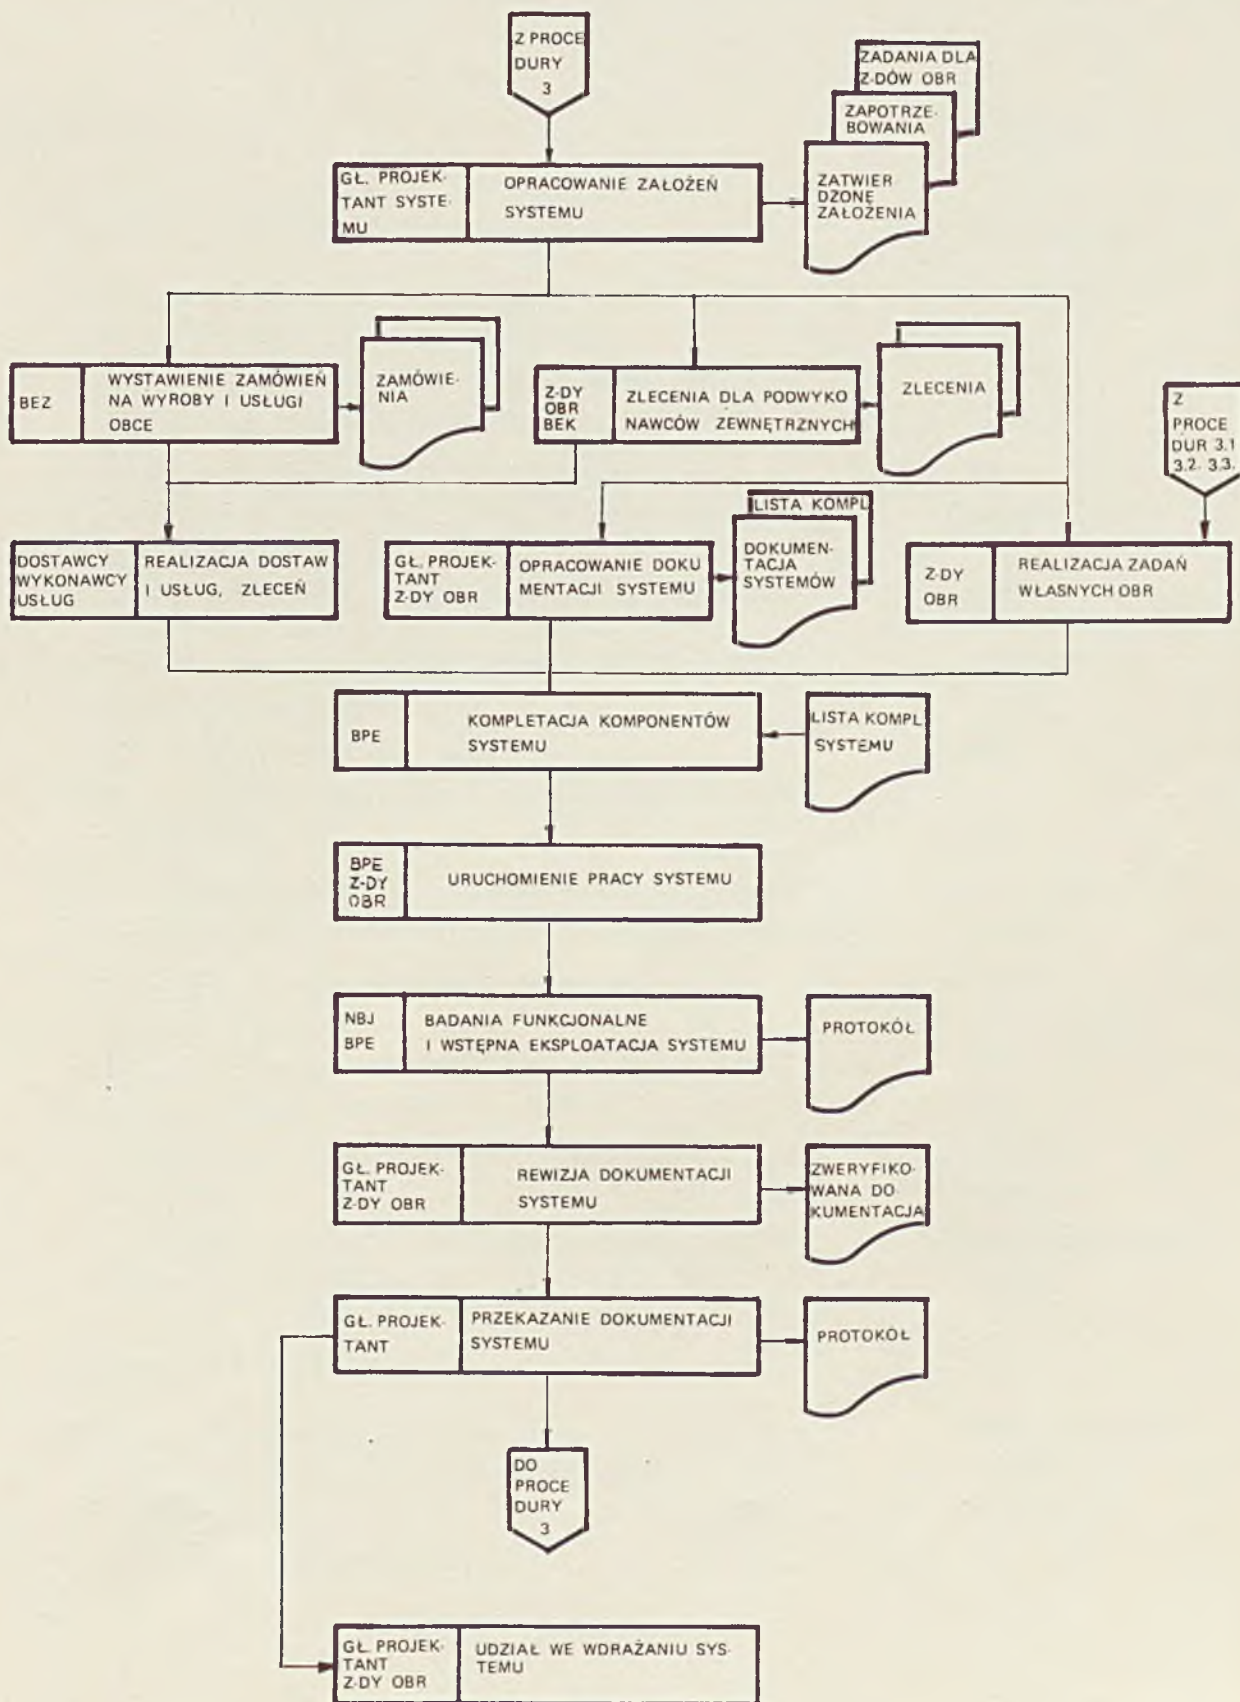 Z PROCE
DURY
3
ZADANIA DLA
Z-DÓW OBR
ZAPOTRZE-
BOWANIA
ZATWIER
DZONĘ
ZAŁOŻENIA
GŁ. PROJEK-
TANT SYSTE-
MU
OPRACOWANIE ZAŁOŻEŃ
SYSTEMU
BEZ
WYSTAWIENIE ZAMÓWIEŃ
NA WYROBY I USŁUGI
OBCE
ZAMÓWIE-
NIA
Z-DY
OBR
BEK
ZLECENIA DLA PODWYKO
NAWCÓW ZEWNĘTRZNYCH
ZLECENIA
Z
PROCE
DUR 3.1
3.2. 3.3.
DOSTAWCY
WYKONAWCY
USŁUG
REALIZACJA DOSTAW
I USŁUG, ZLECEŃ
GŁ. PROJEK-
TANT
Z-DY OBR
OPRACOWANIE DOKU
MENTACJI SYSTEMU
LISTA KOMPL
DOKUMEN-
TACJA
SYSTEMÓW
Z-DY
OBR
REALIZACJA ZADAŃ
WŁASNYCH OBR
BPE
KOMPLETACJA KOMPONENTÓW
SYSTEMU
LISTA KOMPL
SYSTEMU
BPE
Z-DY
OBR
URUCHOMIENIE PRACY SYSTEMU
NBJ
BPE
BADANIA FUNKCJONALNE
I WSTĘPNA EKSPLOATACJA SYSTEMU
PROTOKÓŁ
GŁ. PROJEK-
TANT
Z-DY OBR
REWIZJA DOKUMENTACJI
SYSTEMU
ZWERYFIKO-
WANA DO-
KUMENTACJA
GŁ. PROJEK-
TANT
PRZEKAZANIE DOKUMENTACJI
SYSTEMU
PROTOKÓŁ
DO
PROCE
DURY
3
GŁ. PROJEK-
TANT
Z-DY OBR
UDZIAŁ WE WDRAŻANIU SYS-
TEMU